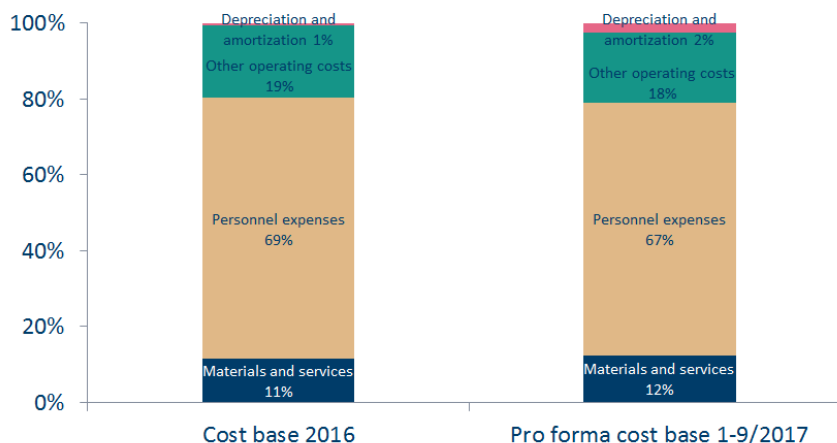 100%
80%
60%
40%
20%
0%
Depreciation and
amortization 1%
Other operating costs
19%
Personnel expenses
69%
Materials and services
11%
Depreciation and
amortization 2%
Other operating costs
18%
Personnel expenses
67%
Materials and services
12%
Cost base 2016
Pro forma cost base 1-9/2017